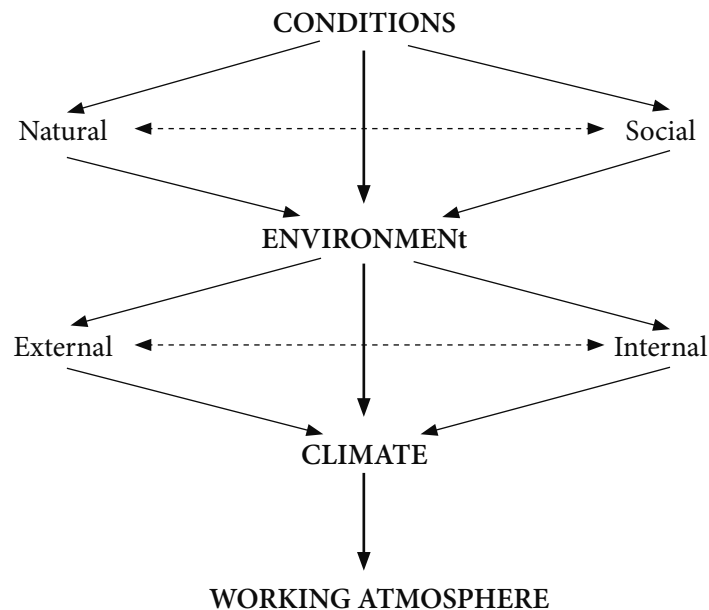 CONDITIONS
Natural
Social
ENVIRONMENt
External
Internal
CLIMATE
WORKING ATMOSPHERE